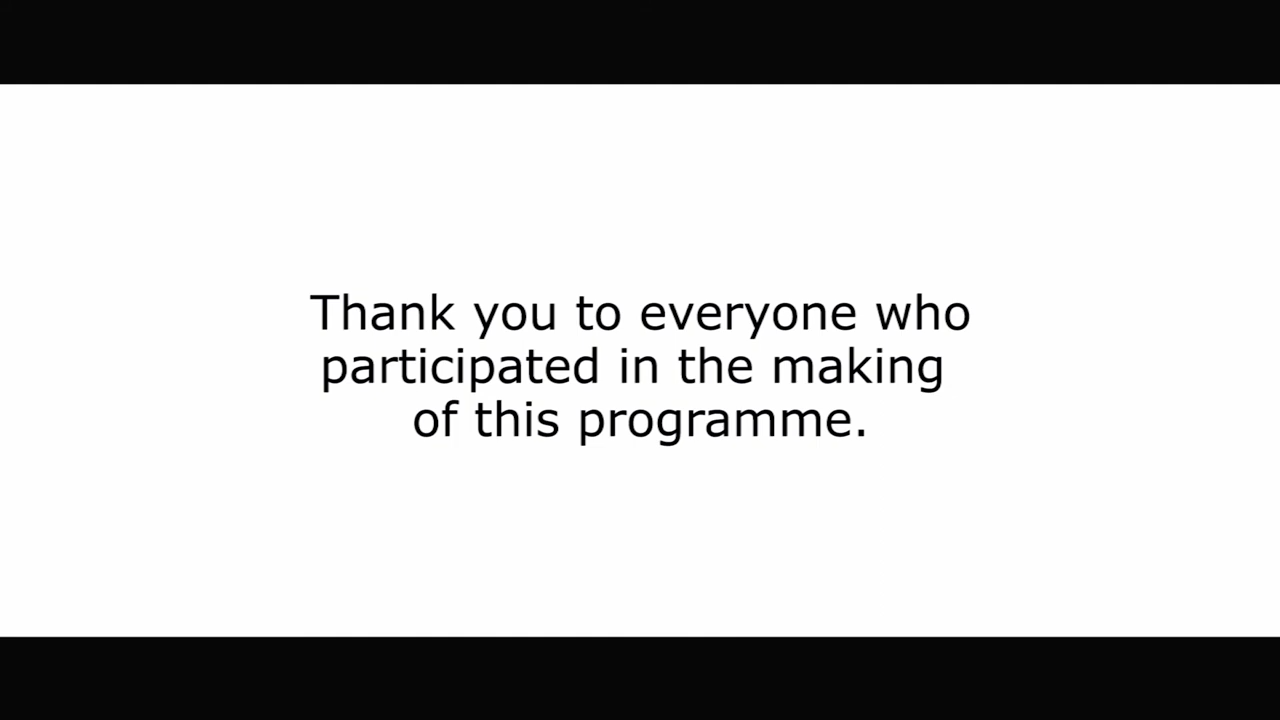 Thank you to everyone who
participated in the making
of this programme.